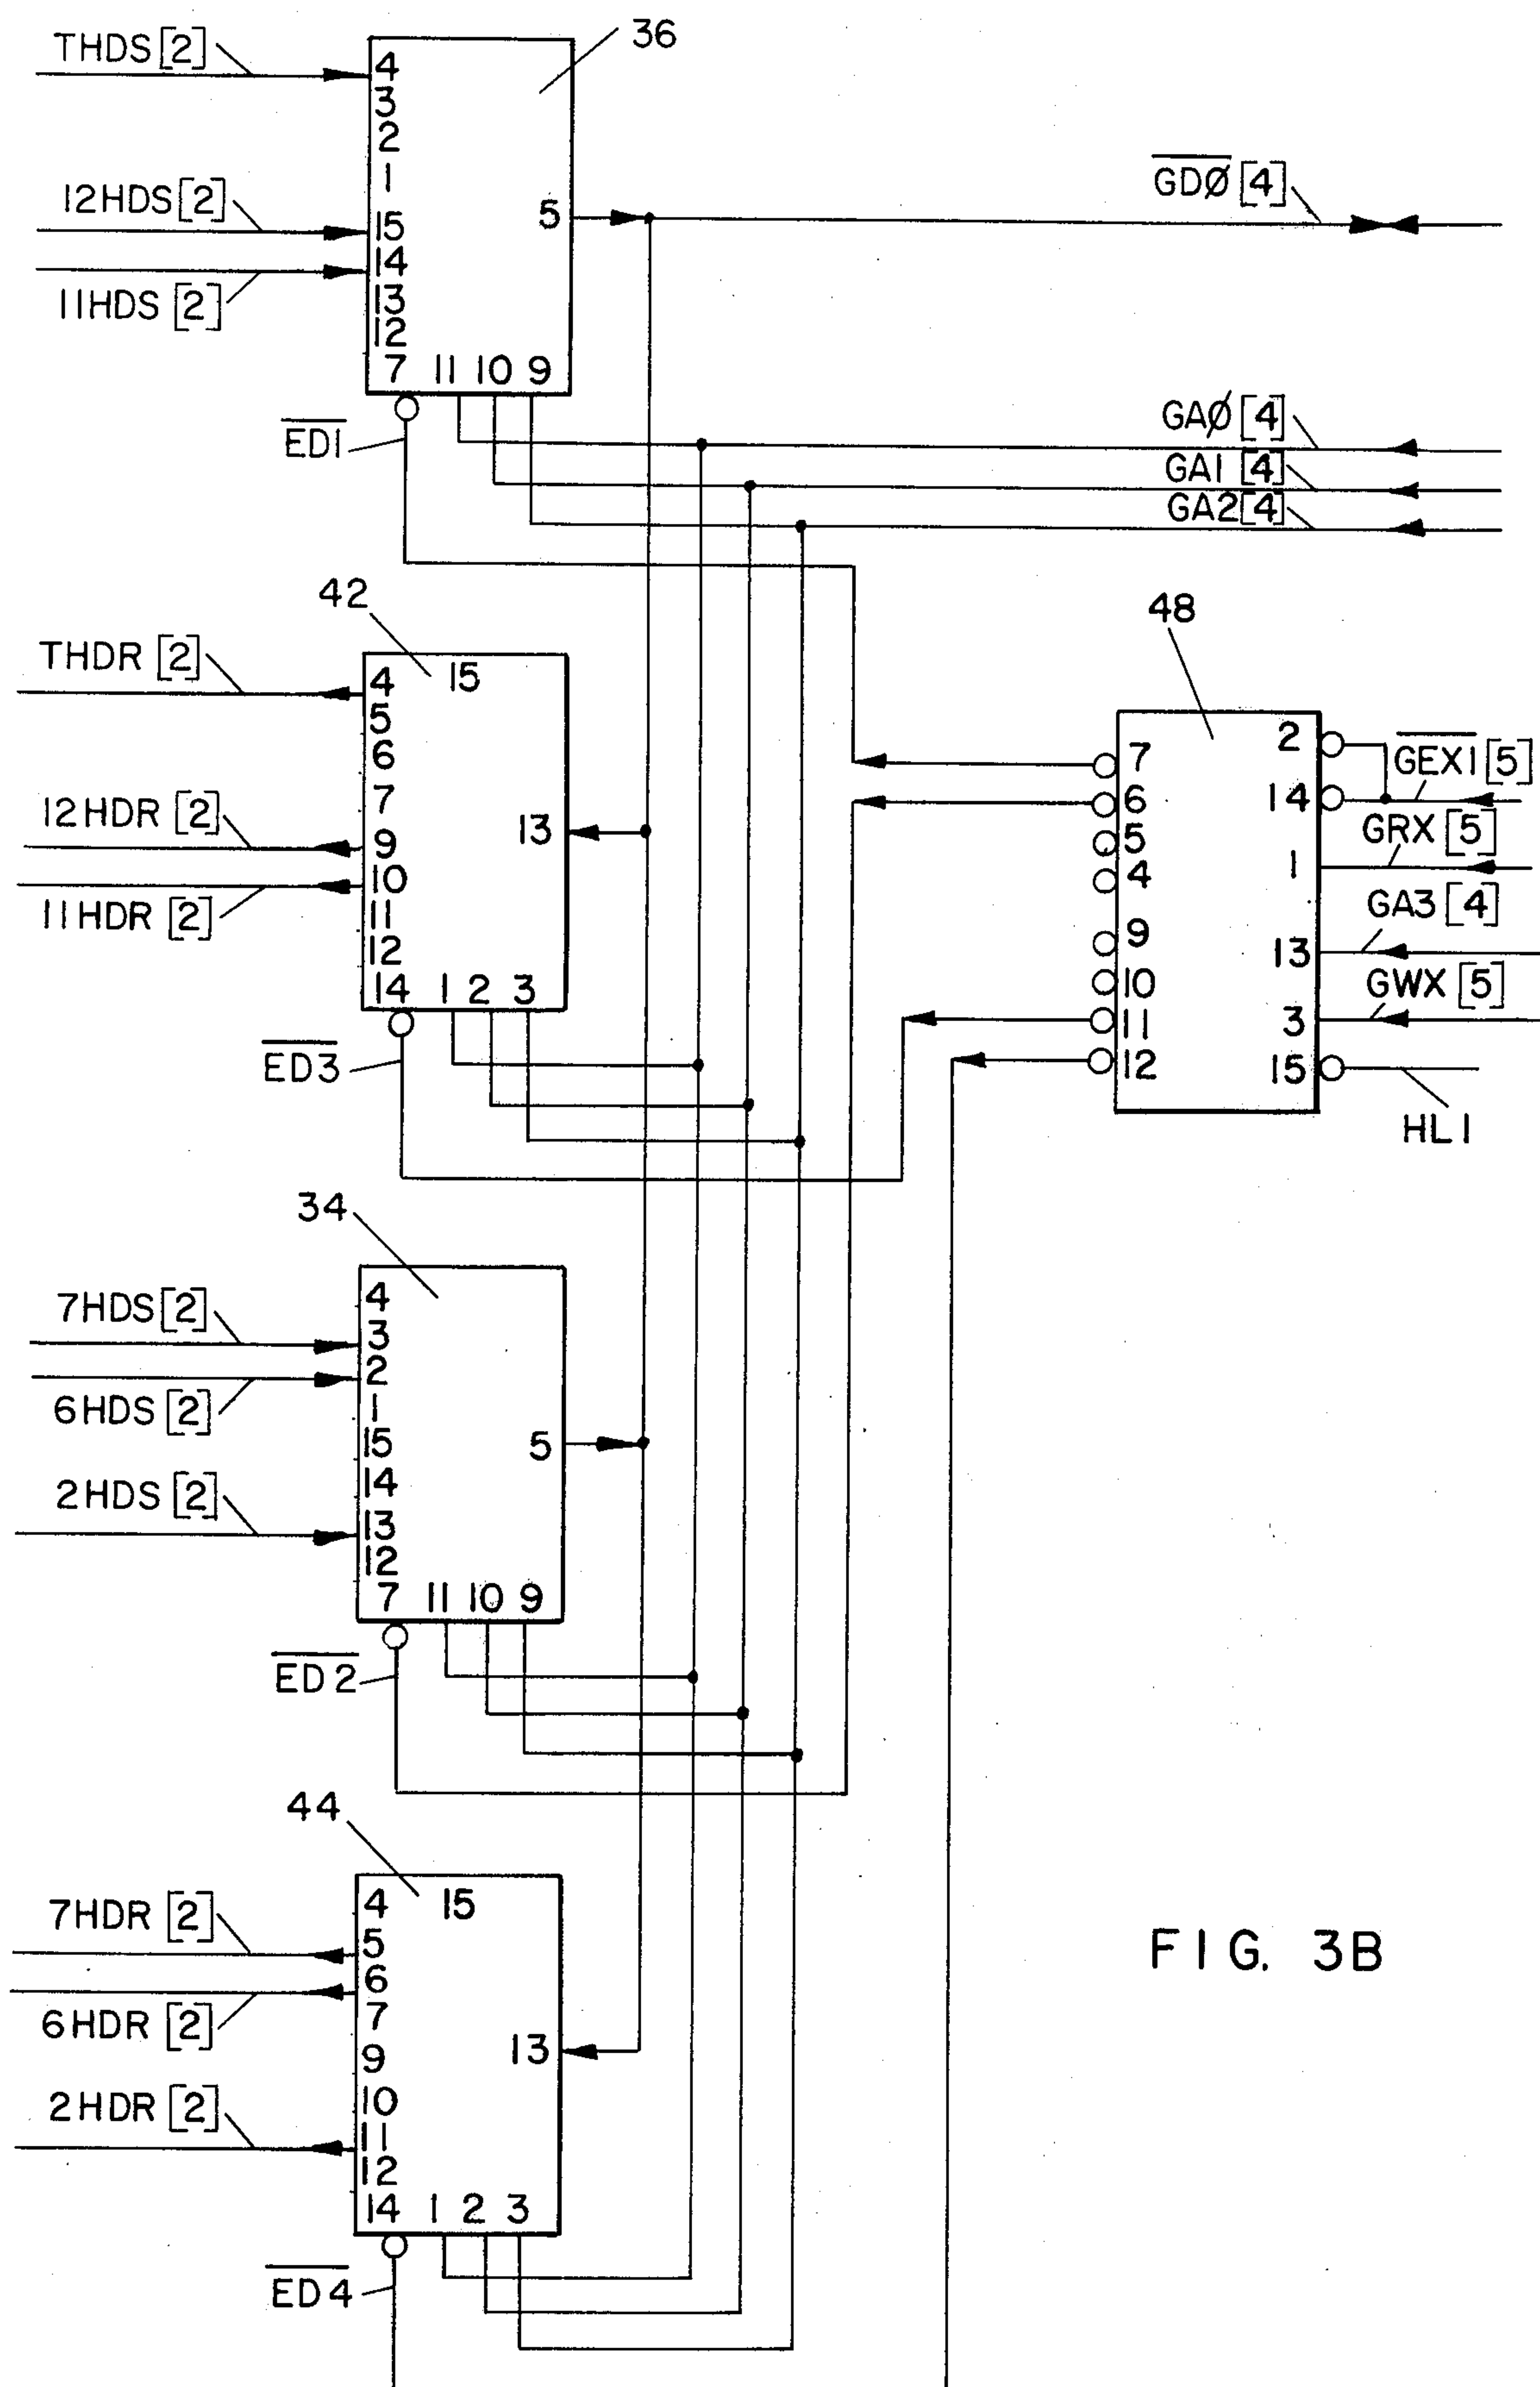 36
THDS[2]
4
3
2
1
12HDS[2]
15
14
11HDS[2]
13
12
5
7 11 10 9
G̅D̅Ø̅[4]
E̅D̅1̅
GAØ[4]
GA1[4]
GA2[4]
42
THDR[2]
15
4
5
6
7
12HDR[2]
9
10
11HDR[2]
11
12
13
14 1 2 3
E̅D̅3̅
48
7
6
5
4
9
10
11
12
2
14
1
13
3
15
G̅E̅X̅1[5]
GRX[5]
GA3[4]
GWX[5]
HL1
34
7HDS[2]
4
3
2
6HDS[2]
1
15
14
2HDS[2]
13
12
5
7 11 10 9
E̅D̅2̅
44
7HDR[2]
4 15
5
6
6HDR[2]
7
9
10
2HDR[2]
11
12
13
14 1 2 3
E̅D̅4̅
FIG. 3B